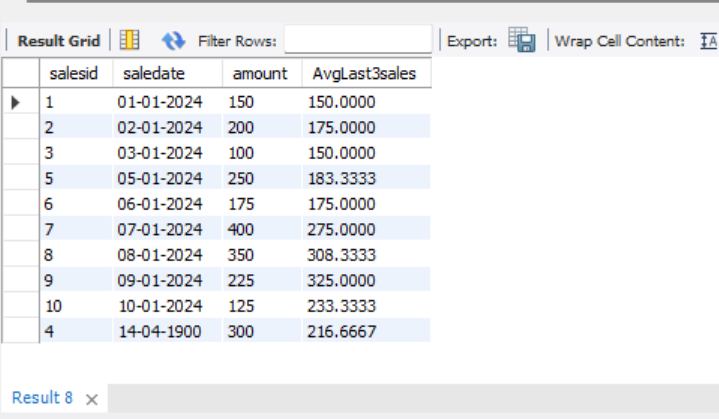 Result Grid Filter Rows: Export: Wrap Cell Content: IA
salesid saledate amount AvgLast3sales
1 01-01-2024 150 150.0000
2 02-01-2024 200 175.0000
3 03-01-2024 100 150.0000
5 05-01-2024 250 183.3333
6 06-01-2024 175 175.0000
7 07-01-2024 400 275.0000
8 08-01-2024 350 308.3333
9 09-01-2024 225 325.0000
10 10-01-2024 125 233.3333
4 14-04-1900 300 216.6667
Result 8